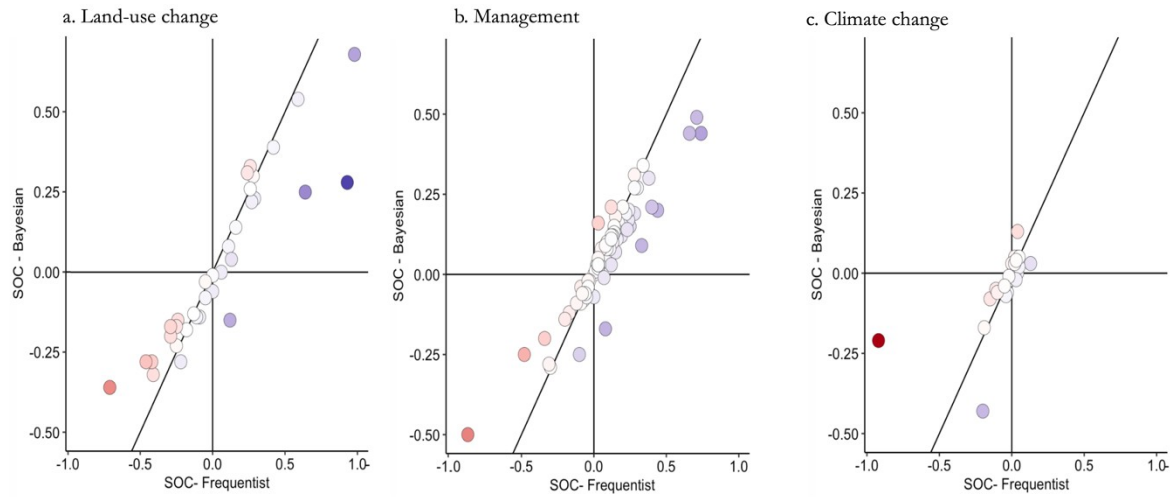 a. Land-use change
b. Management
c. Climate change
SOC - Bayesian
0.50
0.25
0.00
-0.25
-0.50
-1.0 -0.5 0.0 0.5 1.0-
SOC- Frequentist
SOC - Bayesian
0.50
0.25
0.00
-0.25
-0.50
-1.0 -0.5 0.0 0.5 1.0-
SOC- Frequentist
SOC - Bayesian
0.50
0.25
0.00
-0.25
-0.50
-1.0 -0.5 0.0 0.5 1.0-
SOC- Frequentist